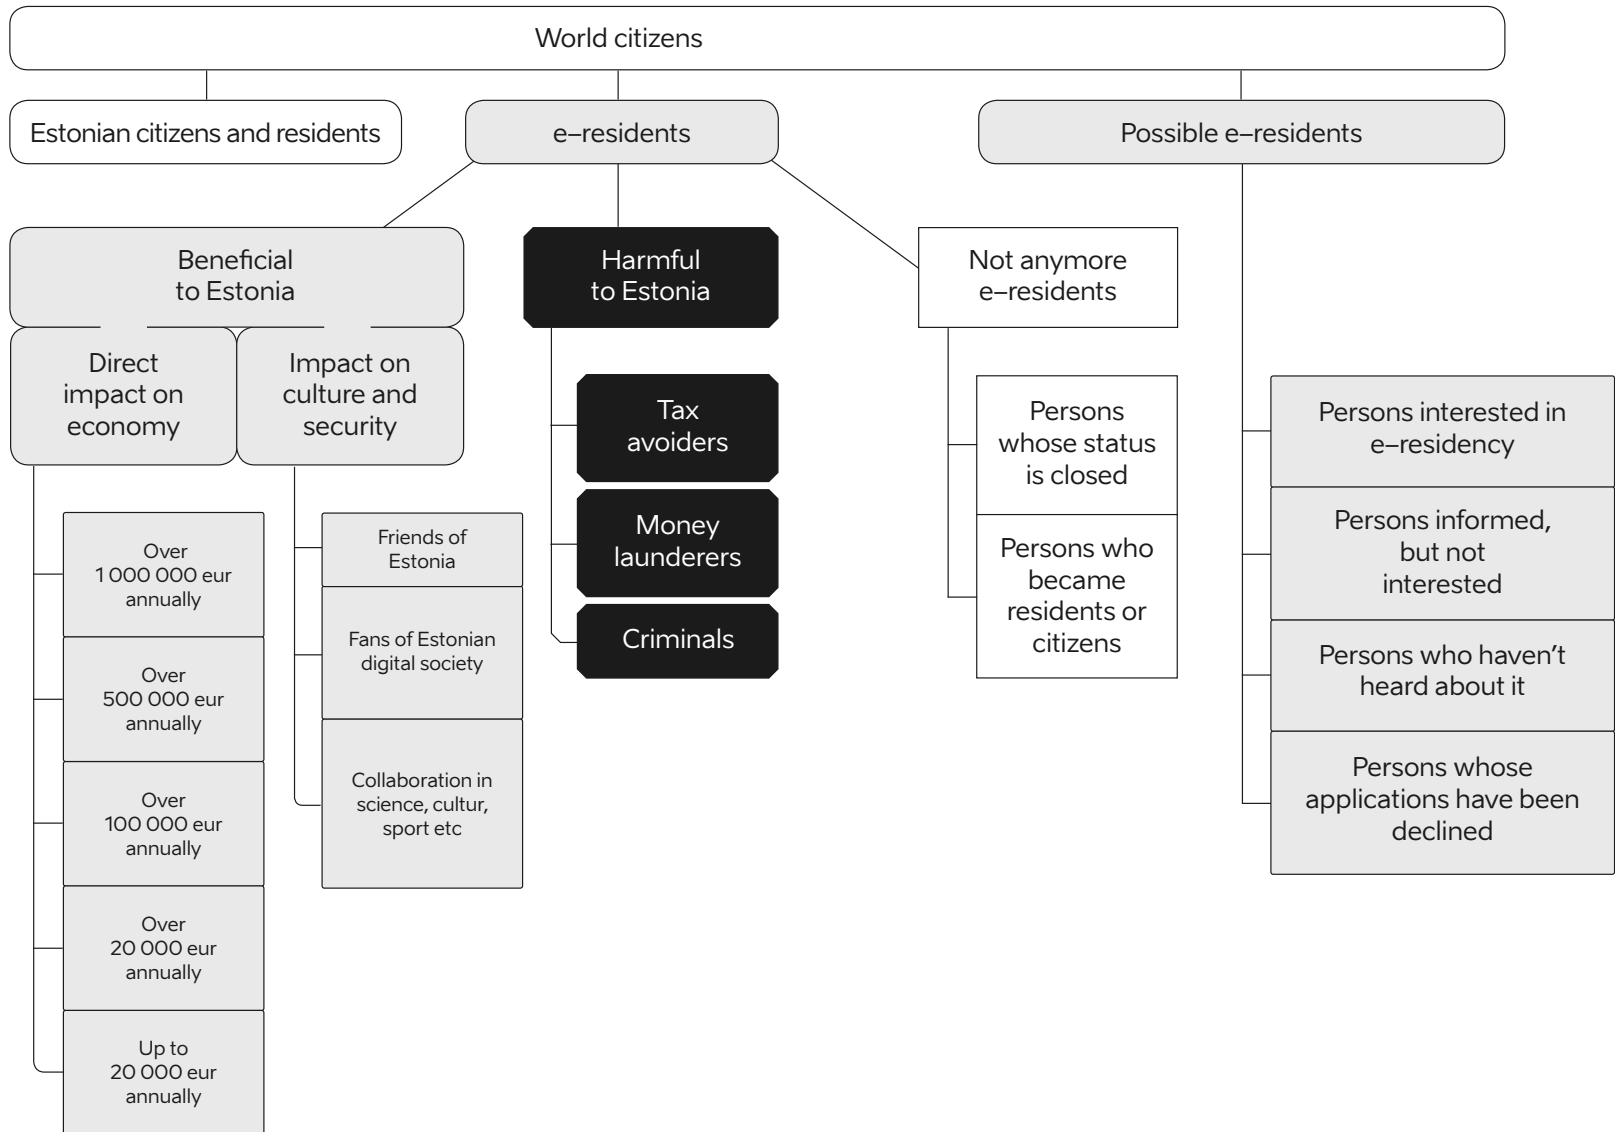 World citizens
Estonian citizens and residents
e–residents
Possible e–residents
Beneficial
to Estonia
Harmful
to Estonia
Not anymore
e–residents
Direct
impact on
economy
Impact on
culture and
security
Over
1 000 000 eur
annually
Over
500 000 eur
annually
Over
100 000 eur
annually
Over
20 000 eur
annually
Up to
20 000 eur
annually
Friends of
Estonia
Fans of Estonian
digital society
Collaboration in
science, cultur,
sport etc
Tax
avoiders
Money
launderers
Criminals
Persons
whose status
is closed
Persons who
became
residents or
citizens
Persons interested in
e–residency
Persons informed,
but not
interested
Persons who haven’t
heard about it
Persons whose
applications have been
declined